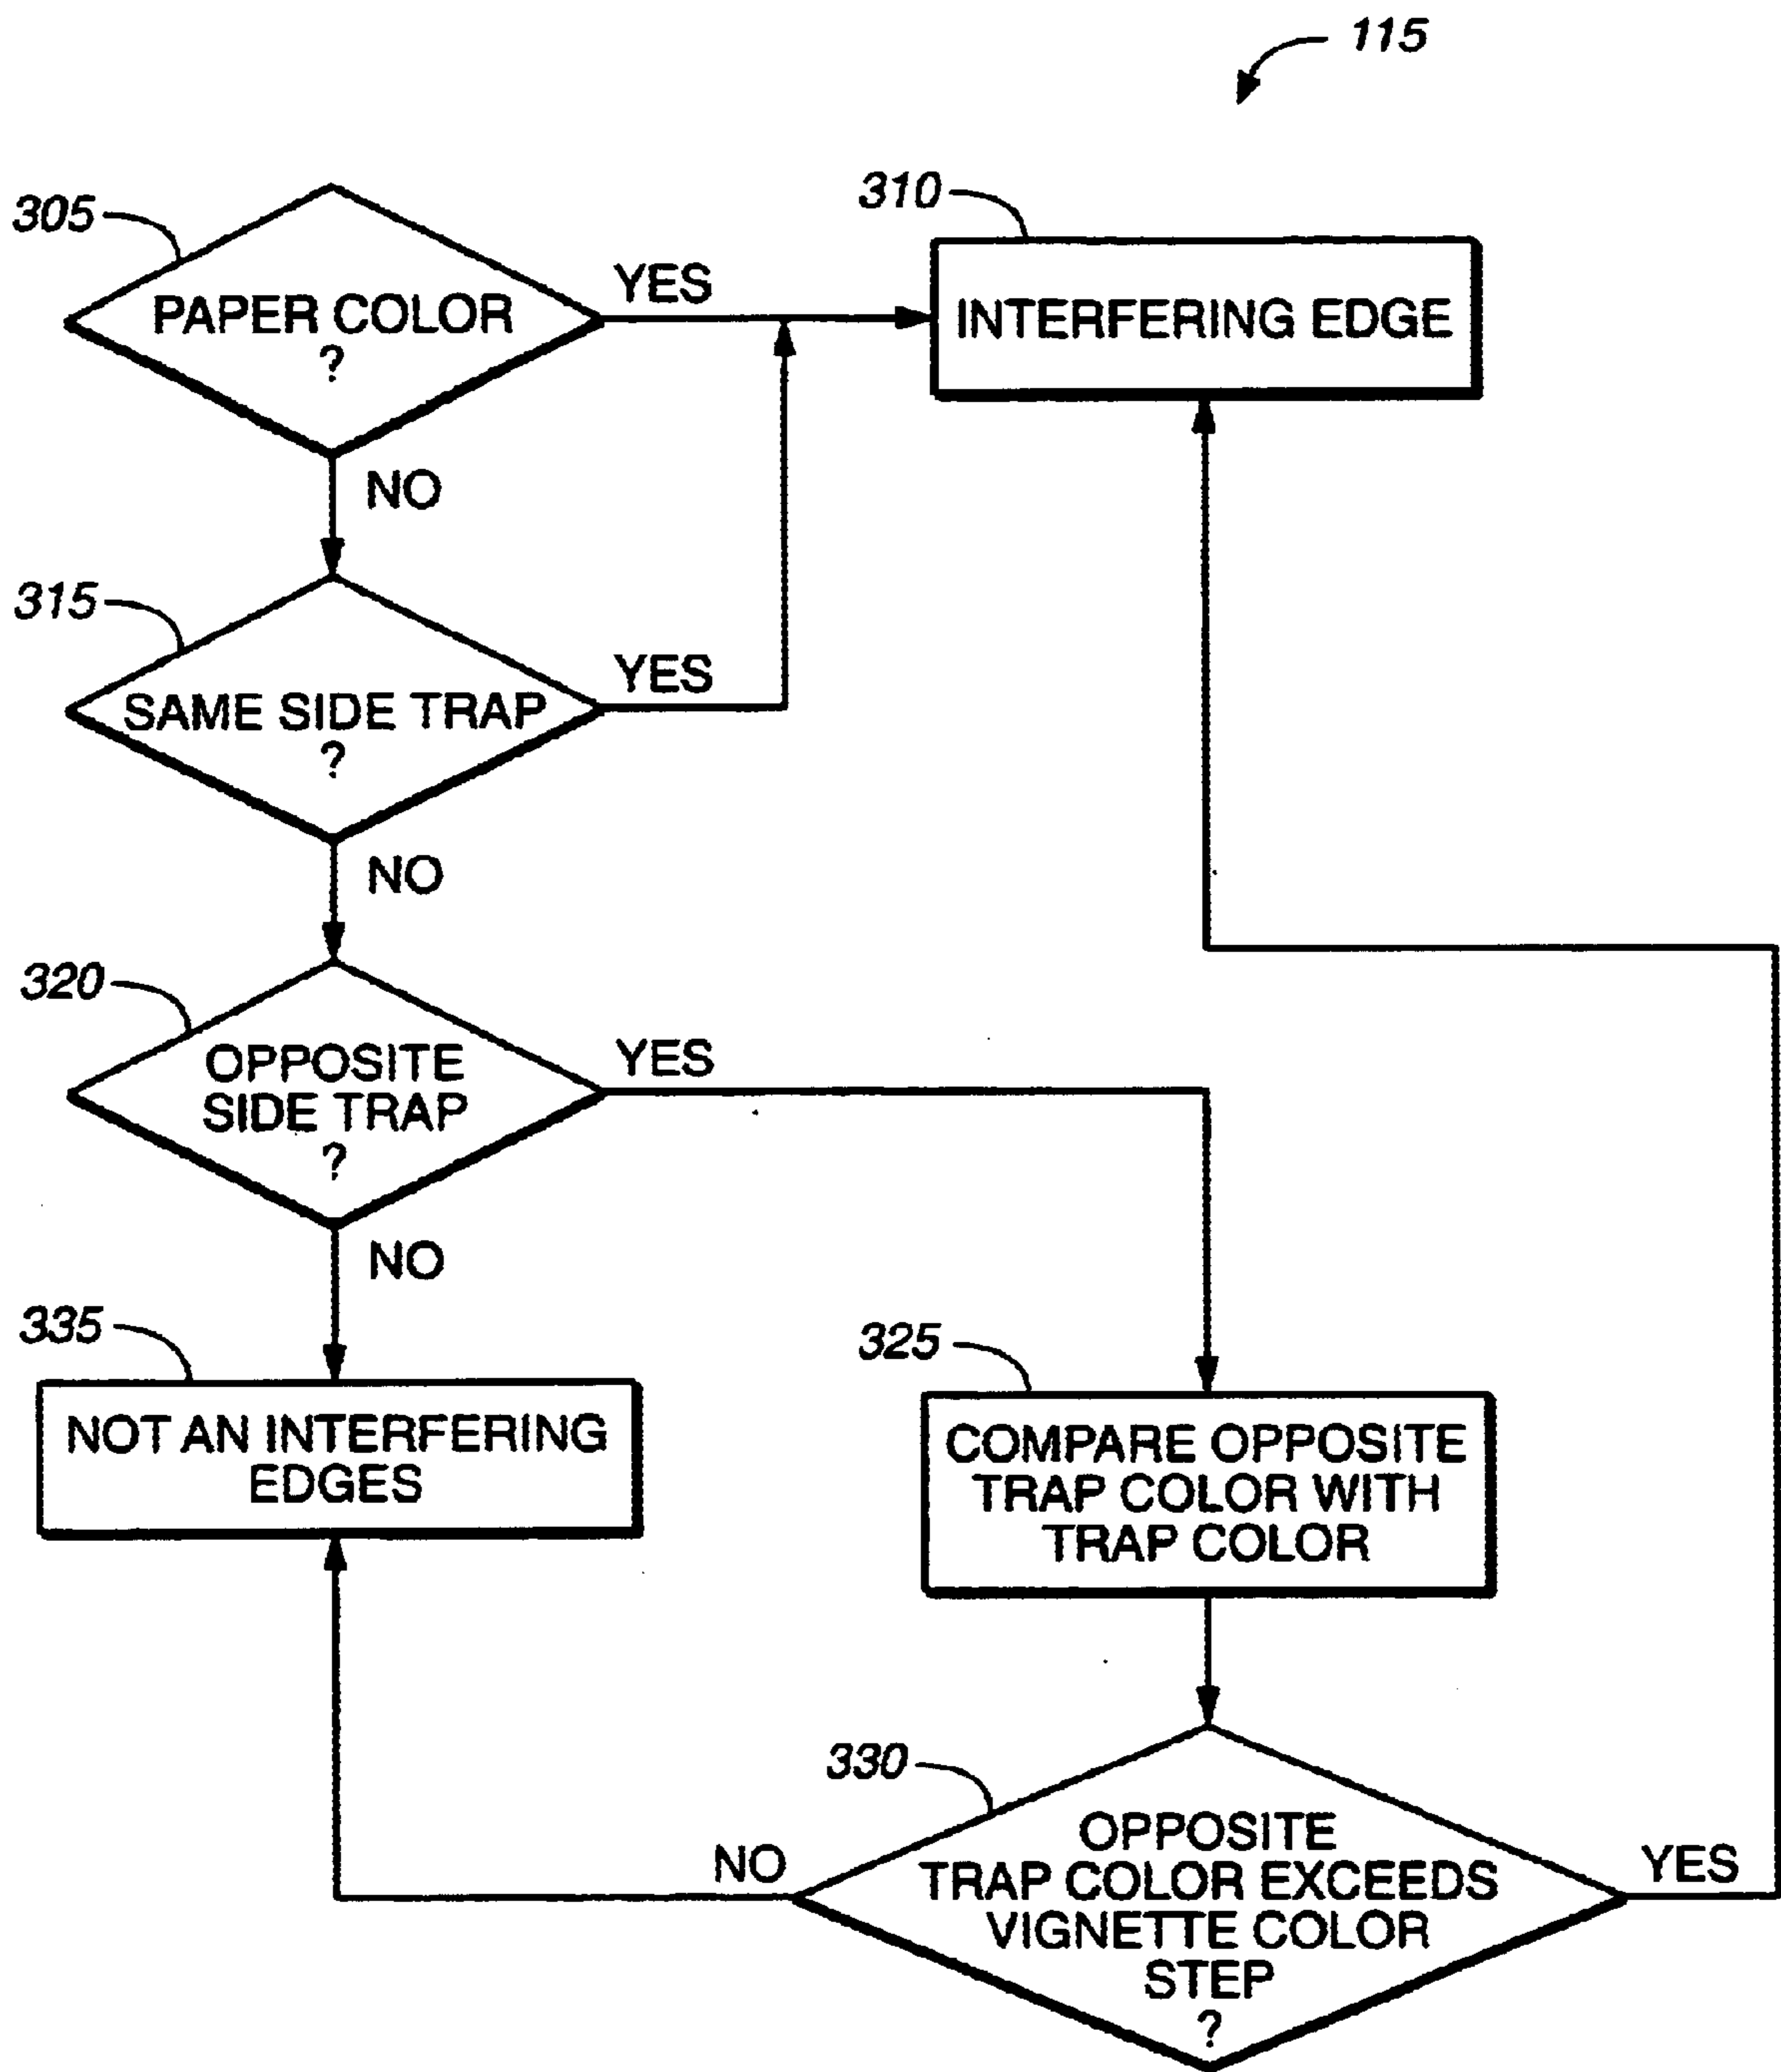 115
305
PAPER COLOR
?
YES
310
INTERFERING EDGE
NO
315
SAME SIDE TRAP
?
YES
NO
320
OPPOSITE
SIDE TRAP
?
YES
NO
335
NOT AN INTERFERING
EDGES
325
COMPARE OPPOSITE
TRAP COLOR WITH
TRAP COLOR
330
OPPOSITE
TRAP COLOR EXCEEDS
VIGNETTE COLOR
STEP
?
NO
YES